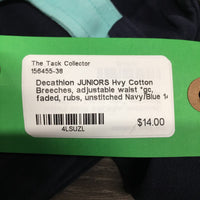 The Tack Collector
156455-38
Decathlon JUNIORS Hvy Cotton
Breeches, adjustable waist *gc,
faded, rubs, unstitched Navy/Blue 14
4LSUZL
$14.00